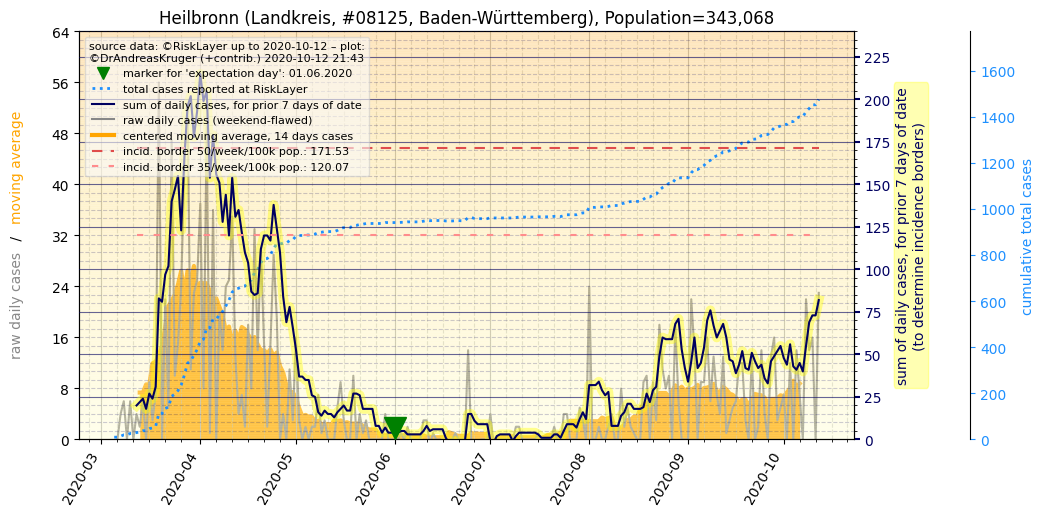 Heilbronn (Landkreis, #08125, Baden-Württemberg), Population=343,068
source data: ©RiskLayer up to 2020-10-12 – plot:
©DrAndreasKruger (+contrib.) 2020-10-12 21:43
marker for 'expectation day': 01.06.2020
total cases reported at RiskLayer
sum of daily cases, for prior 7 days of date
raw daily cases (weekend-flawed)
centered moving average, 14 days cases
incid. border 50/week/100k pop.: 171.53
incid. border 35/week/100k pop.: 120.07
raw daily cases / moving average
64
56
48
40
32
24
16
8
0
225
200
175
150
125
100
75
50
25
0
sum of daily cases, for prior 7 days of date
(to determine incidence borders)
1600
1400
1200
1000
800
600
400
200
0
cumulative total cases
2020-03
2020-04
2020-05
2020-06
2020-07
2020-08
2020-09
2020-10